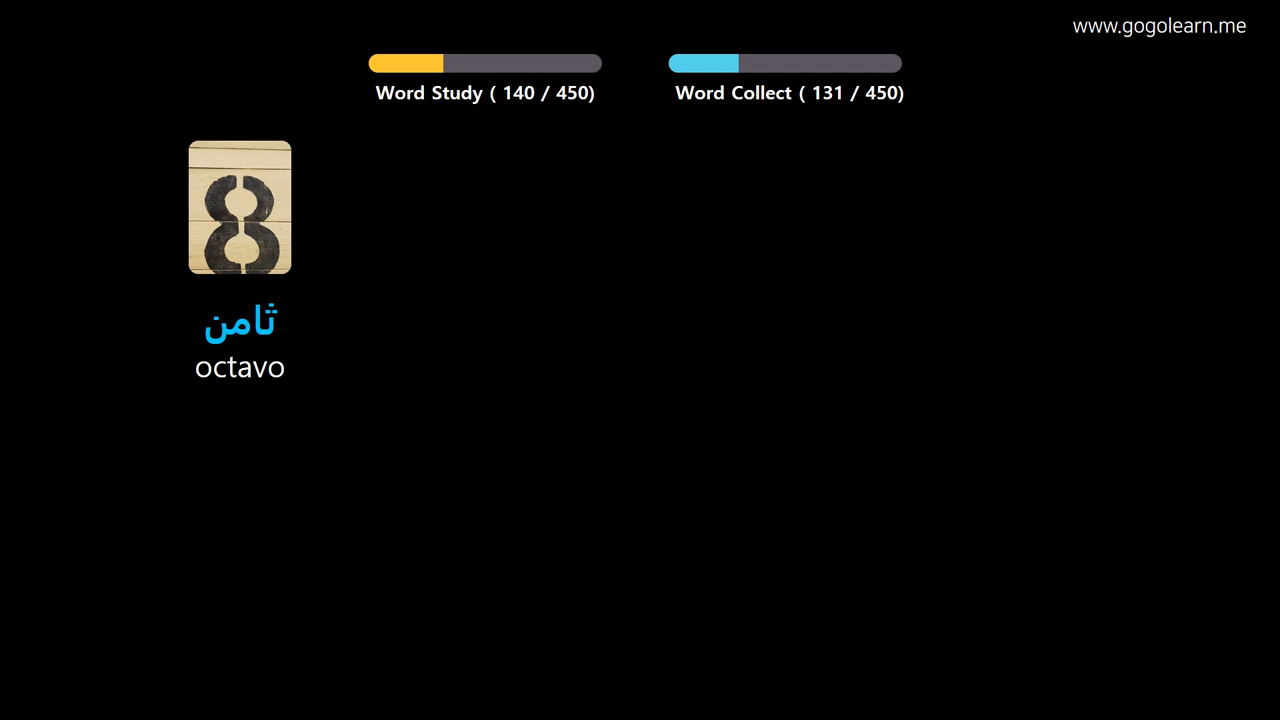 www.gogolearn.me
Word Study ( 140 / 450)
Word Collect ( 131 / 450)
8
ثامن
octavo